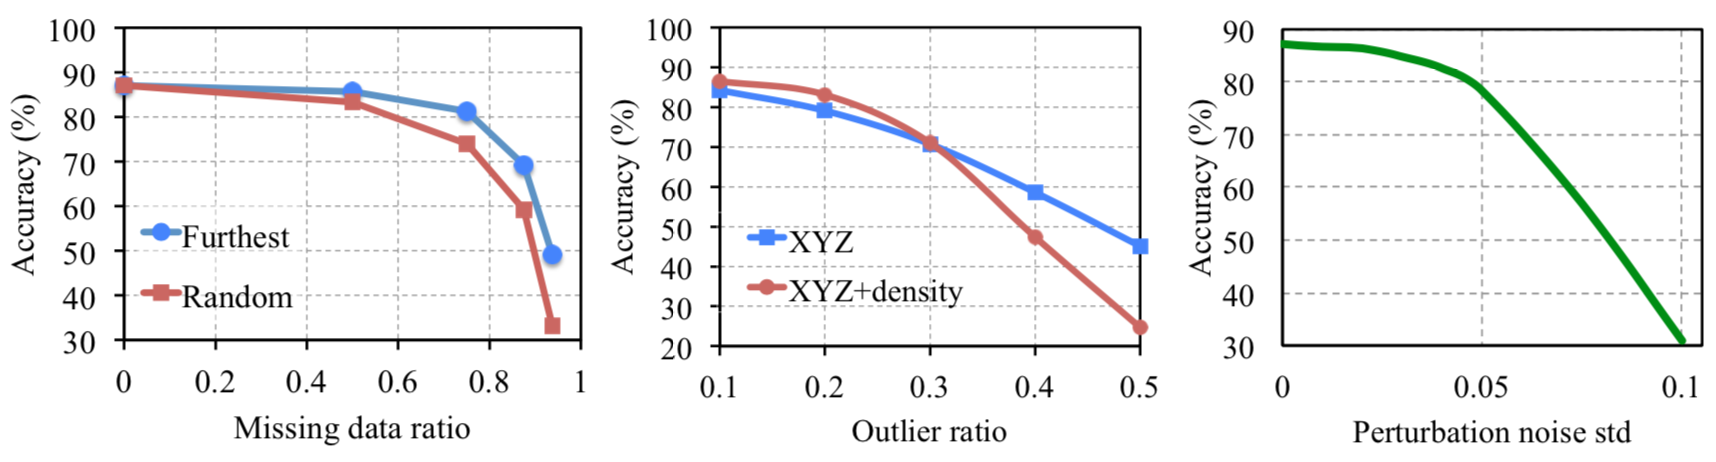 100
90
80
70
60
50
40
30
Accuracy (%)
Furthest
Random
0 0.2 0.4 0.6 0.8 1
Missing data ratio
100
90
80
70
60
50
40
30
20
Accuracy (%)
XYZ
XYZ+density
0.1 0.2 0.3 0.4 0.5
Outlier ratio
90
80
70
60
50
40
30
Accuracy (%)
0 0.05 0.1
Perturbation noise std